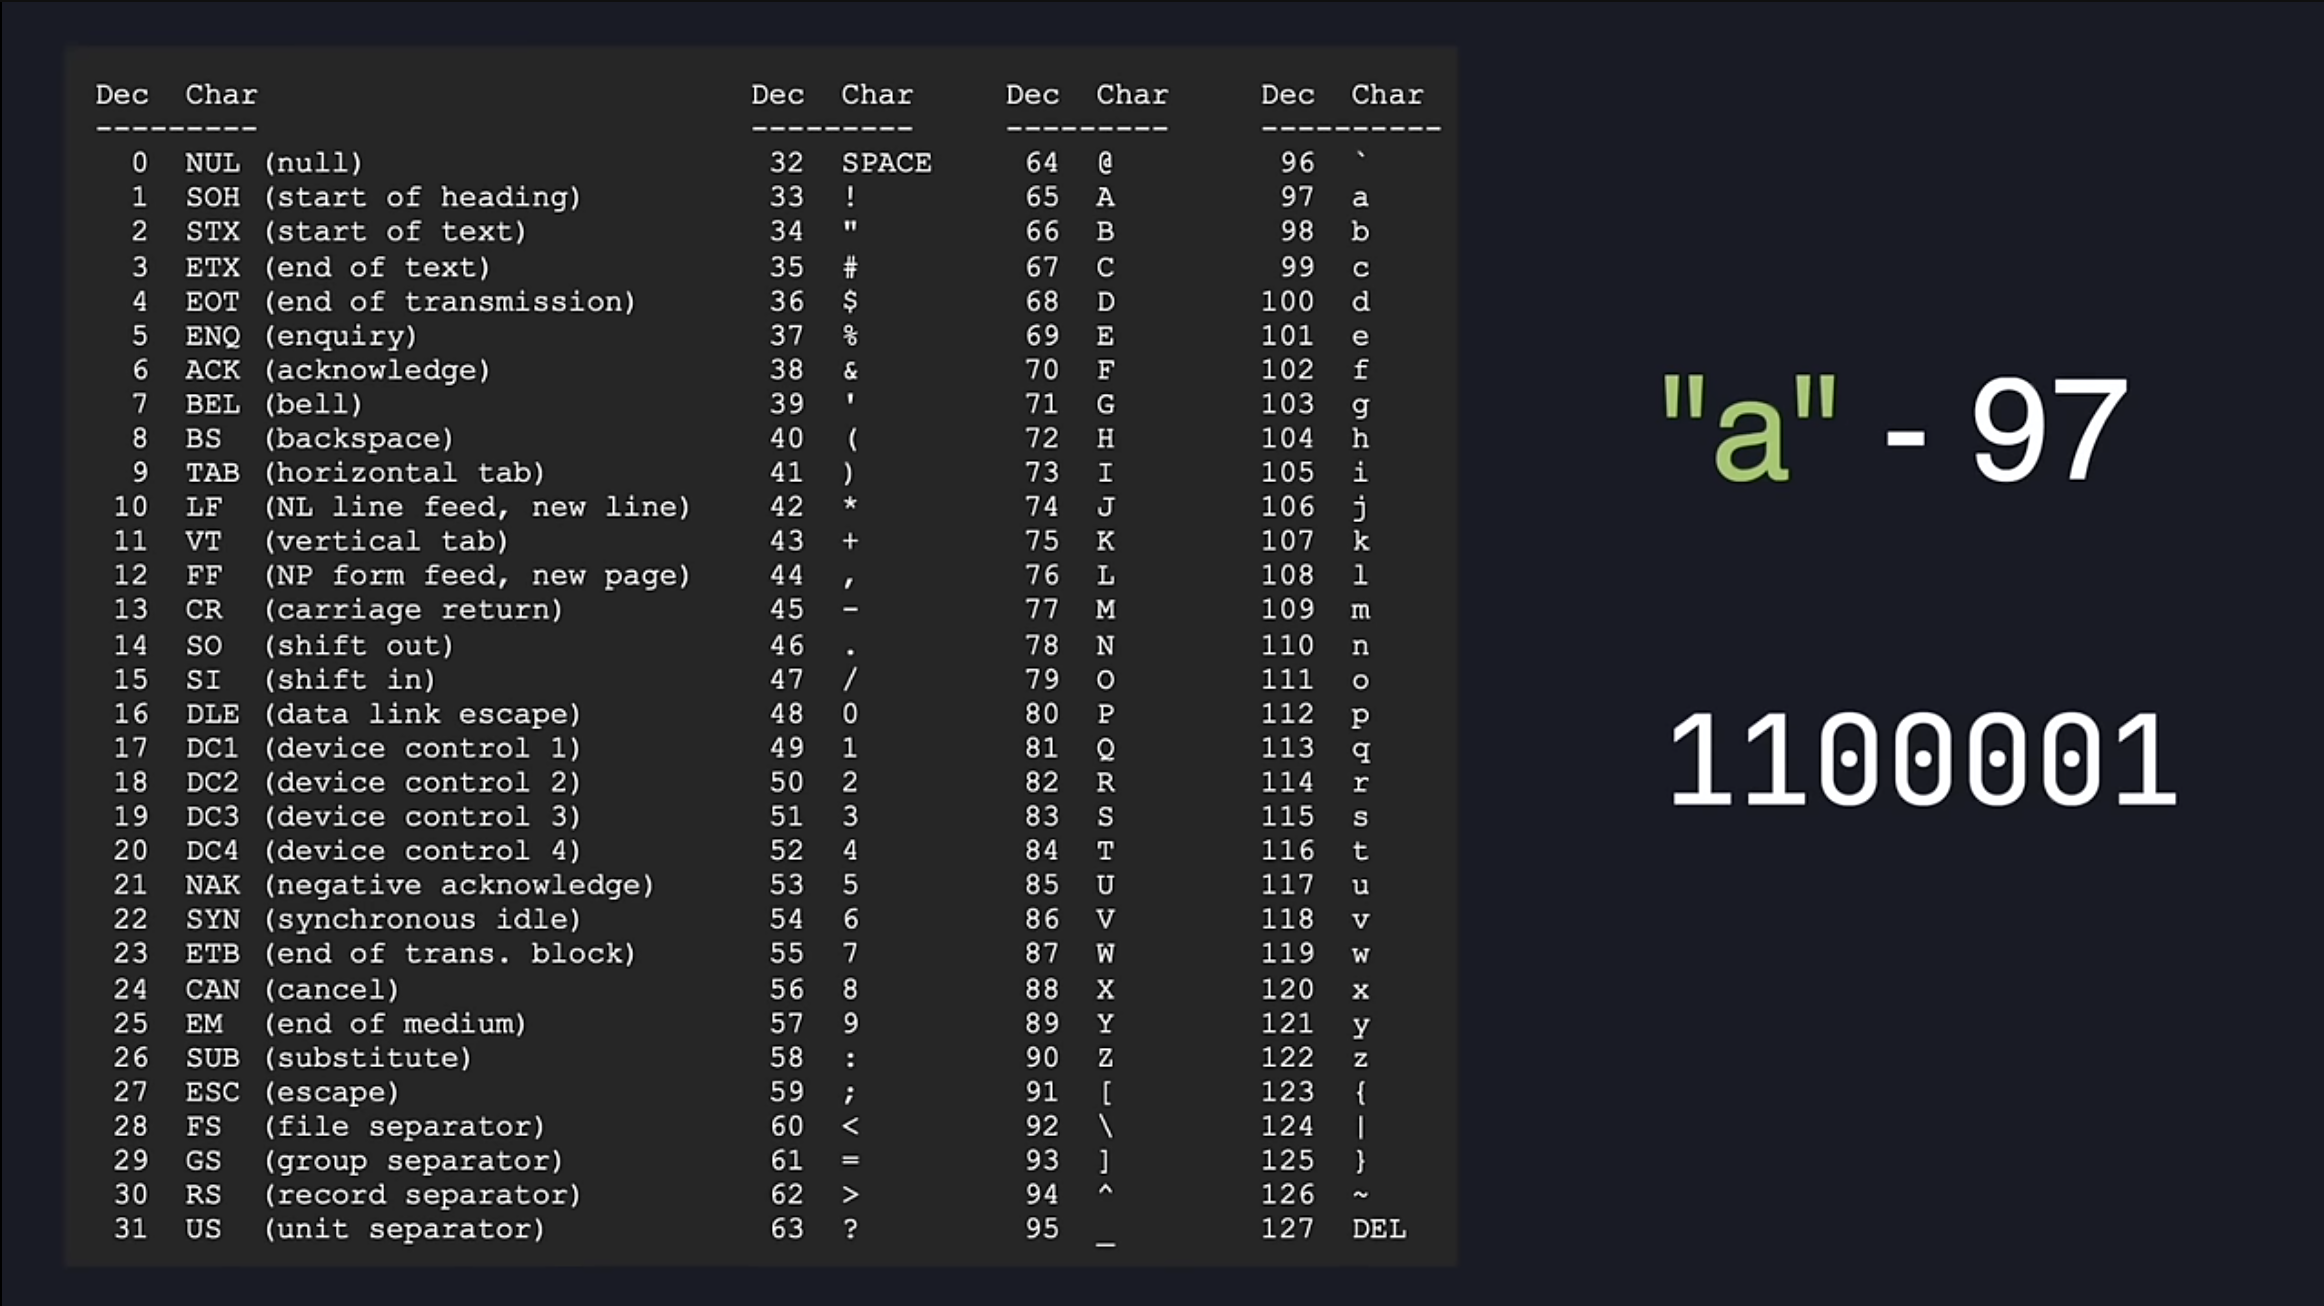 Dec  Char                           Dec  Char     Dec  Char     Dec  Char
---------                           ---------     ---------     ----------
  0  NUL (null)                      32  SPACE     64  @         96  `
  1  SOH (start of heading)          33  !         65  A         97  a
  2  STX (start of text)             34  "         66  B         98  b
  3  ETX (end of text)               35  #         67  C         99  c
  4  EOT (end of transmission)       36  $         68  D        100  d
  5  ENQ (enquiry)                   37  %         69  E        101  e
  6  ACK (acknowledge)               38  &         70  F        102  f
  7  BEL (bell)                      39  '         71  G        103  g
  8  BS  (backspace)                 40  (         72  H        104  h
  9  TAB (horizontal tab)            41  )         73  I        105  i
 10  LF  (NL line feed, new line)    42  *         74  J        106  j
 11  VT  (vertical tab)              43  +         75  K        107  k
 12  FF  (NP form feed, new page)    44  ,         76  L        108  l
 13  CR  (carriage return)           45  -         77  M        109  m
 14  SO  (shift out)                 46  .         78  N        110  n
 15  SI  (shift in)                  47  /         79  O        111  o
 16  DLE (data link escape)          48  0         80  P        112  p
 17  DC1 (device control 1)          49  1         81  Q        113  q
 18  DC2 (device control 2)          50  2         82  R        114  r
 19  DC3 (device control 3)          51  3         83  S        115  s
 20  DC4 (device control 4)          52  4         84  T        116  t
 21  NAK (negative acknowledge)      53  5         85  U        117  u
 22  SYN (synchronous idle)          54  6         86  V        118  v
 23  ETB (end of trans. block)       55  7         87  W        119  w
 24  CAN (cancel)                    56  8         88  X        120  x
 25  EM  (end of medium)             57  9         89  Y        121  y
 26  SUB (substitute)                58  :         90  Z        122  z
 27  ESC (escape)                    59  ;         91  [        123  {
 28  FS  (file separator)            60  <         92  \        124  |
 29  GS  (group separator)           61  =         93  ]        125  }
 30  RS  (record separator)          62  >         94  ^        126  ~
 31  US  (unit separator)            63  ?         95  _        127  DEL
"a" - 97
1100001